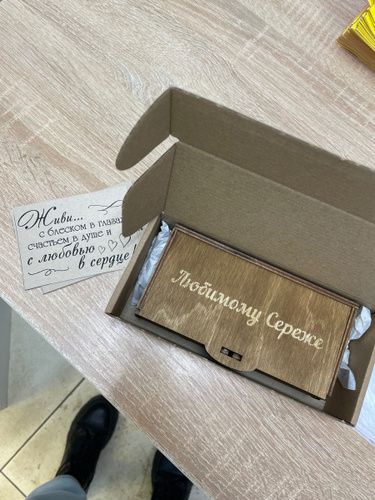 Живи...
с блеском в глазах,
счастьем в душе и
с любовью
в сердце!
Любимому Сереже